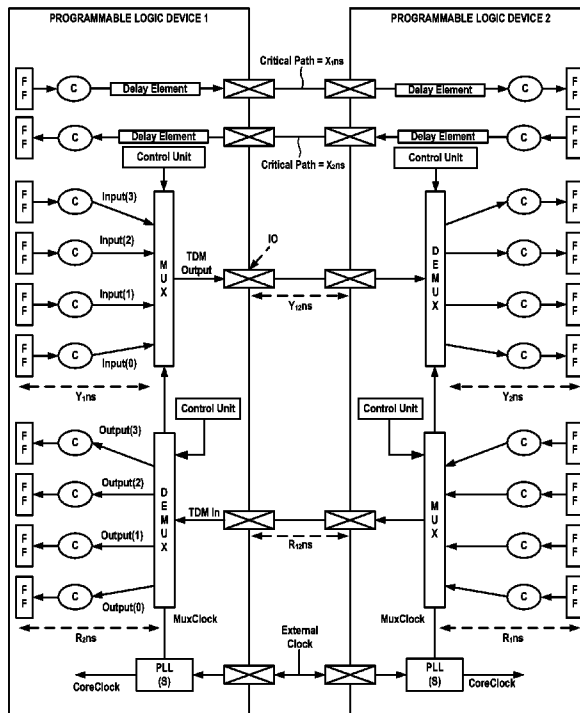 PROGRAMMABLE LOGIC DEVICE 1
PROGRAMMABLE LOGIC DEVICE 2
Critical Path = X1ns
F F
C
Delay Element
Delay Element
C
F F
F F
C
Delay Element
Delay Element
C
F F
Critical Path = X2ns
Control Unit
Control Unit
F F
C
Input(3)
C
F F
F F
C
Input(2)
MUX
TDM
Output
IO
DEMUX
C
F F
F F
C
Input(1)
Y12ns
C
F F
F F
C
Input(0)
C
F F
Y1ns
Y2ns
Control Unit
Control Unit
F F
C
Output(3)
C
F F
F F
C
Output(2)
DEMUX
TDM In
MUX
C
F F
F F
C
Output(1)
R12ns
C
F F
F F
C
Output(0)
C
F F
R2ns
MuxClock
External
Clock
MuxClock
R1ns
PLL
(S)
PLL
(S)
CoreClock
CoreClock